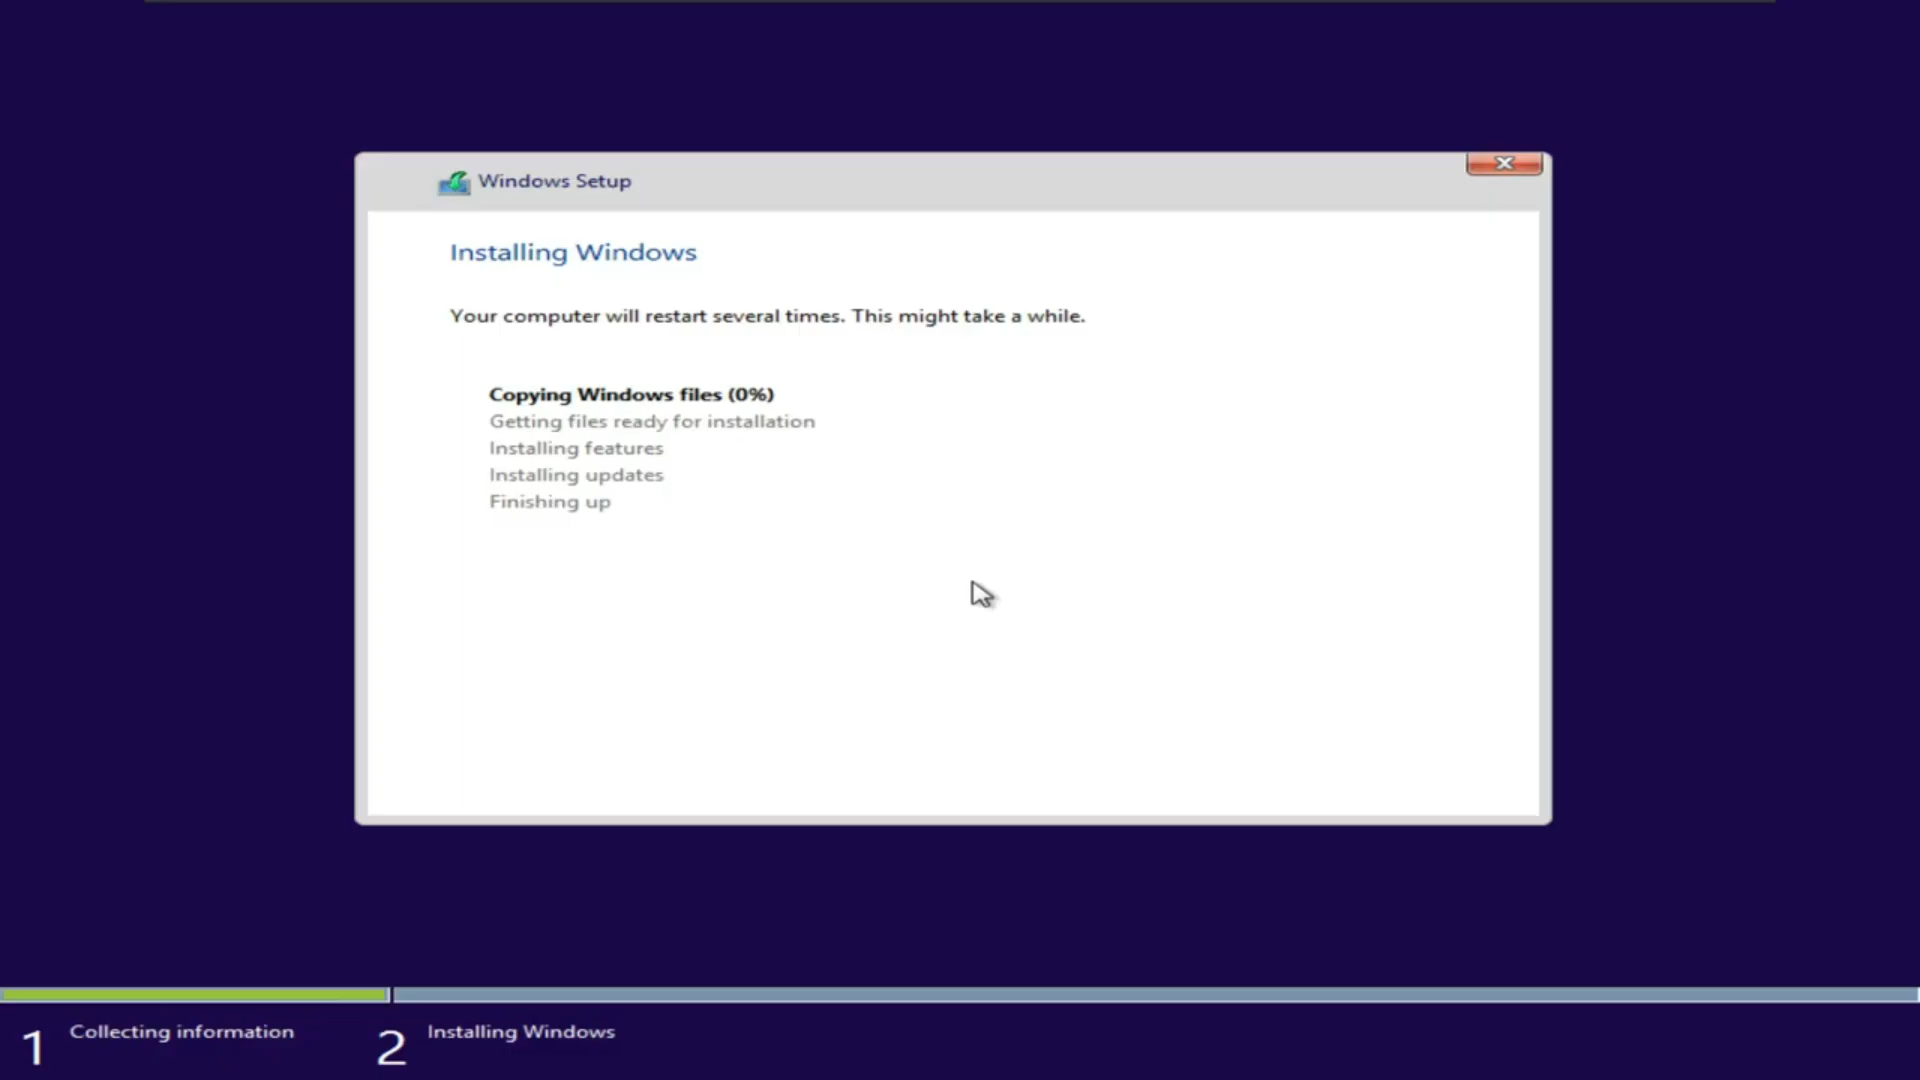 Windows Setup
Installing Windows
Your computer will restart several times. This might take a while.
Copying Windows files (0%)
Getting files ready for installation
Installing features
Installing updates
Finishing up
1 Collecting information
2 Installing Windows